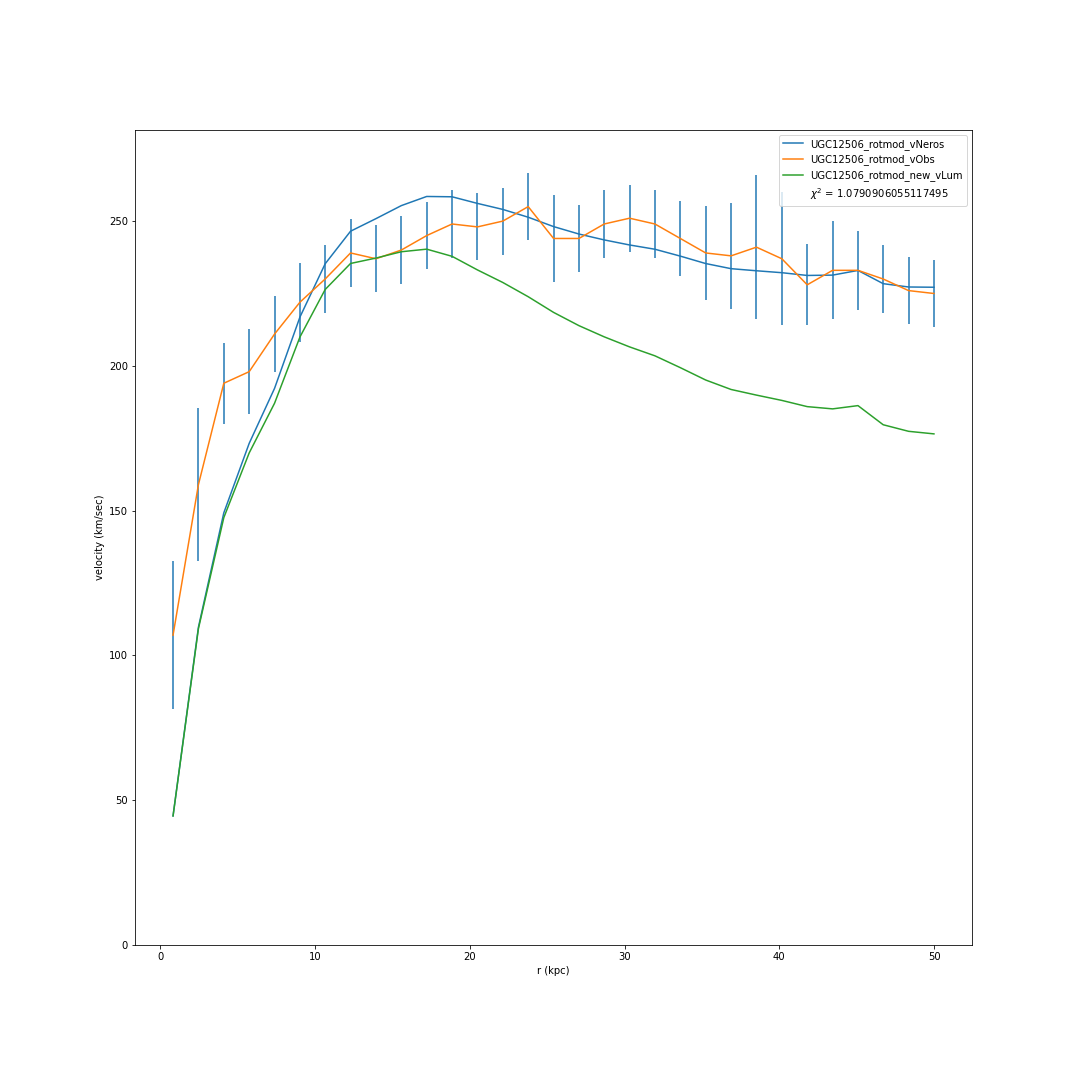 UGC12506_rotmod_vNeros
UGC12506_rotmod_vObs
UGC12506_rotmod_new_vLum
χ² = 1.0790906055117495
250
200
150
100
50
0
velocity (km/sec)
0 10 20 30 40 50
r (kpc)